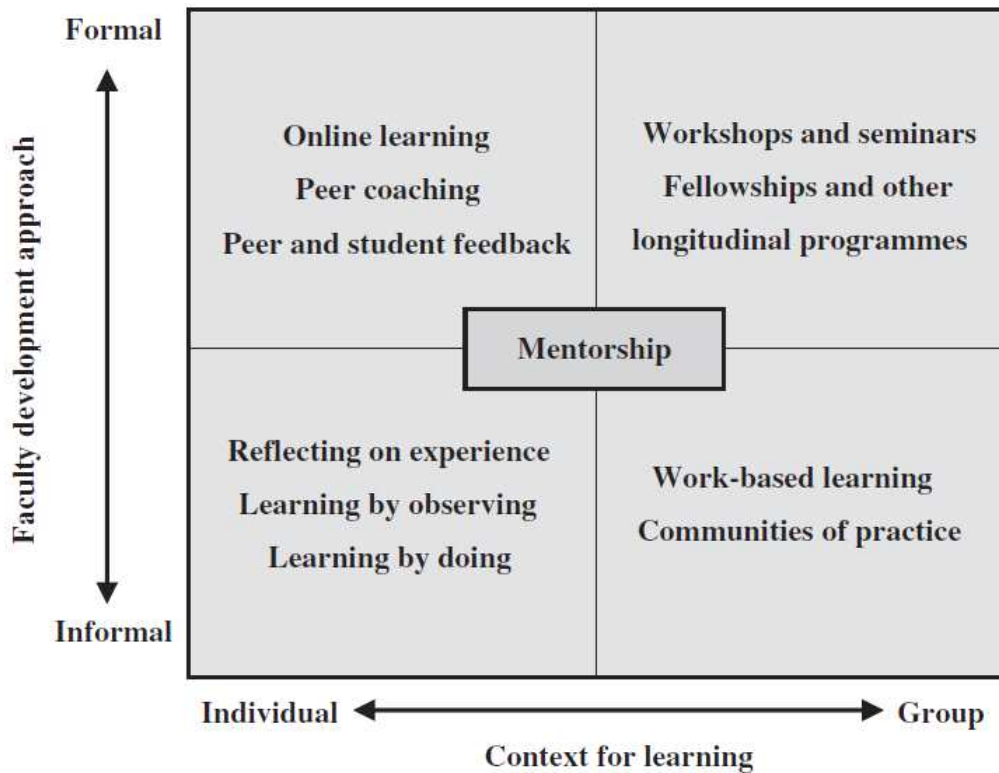 Formal
Faculty development approach
Informal
Online learning
Peer coaching
Peer and student feedback
Workshops and seminars
Fellowships and other
longitudinal programmes
Mentorship
Reflecting on experience
Learning by observing
Learning by doing
Work-based learning
Communities of practice
Individual
Group
Context for learning